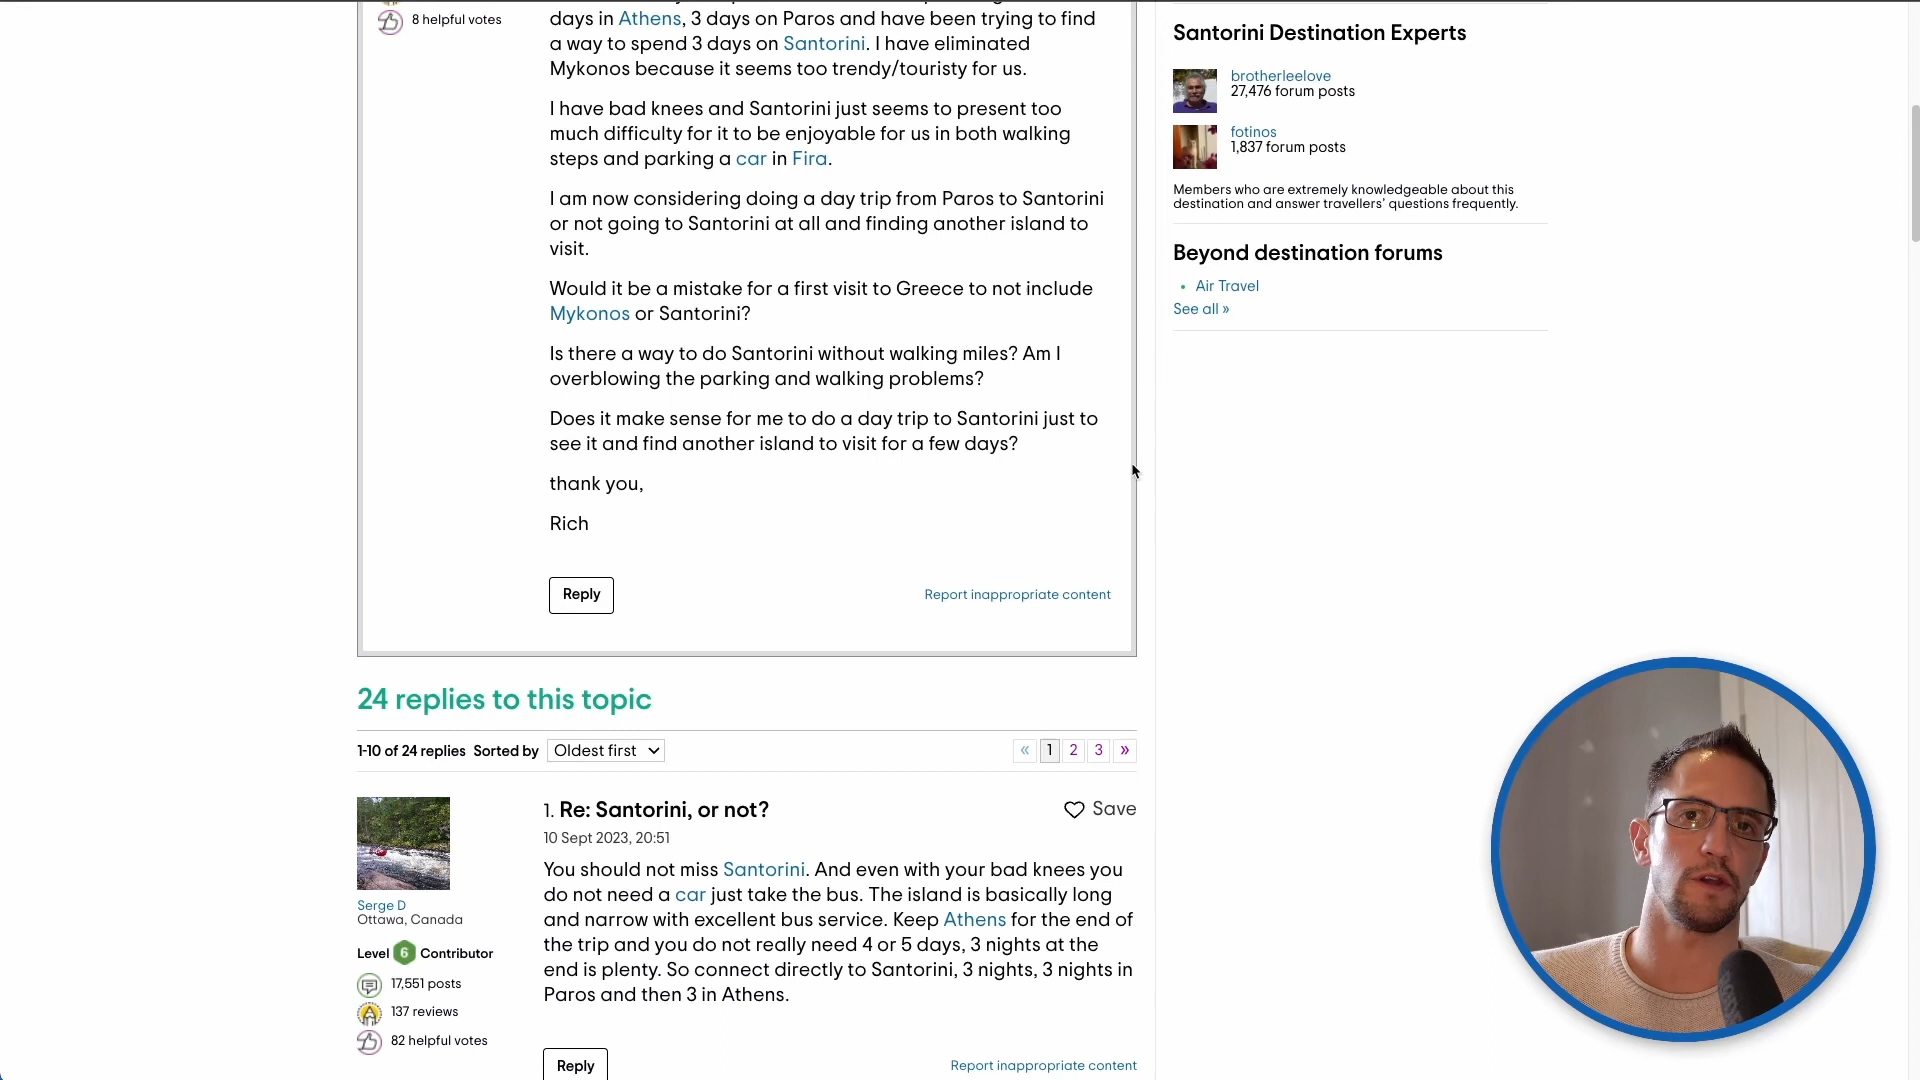 8 helpful votes
days in Athens, 3 days on Paros and have been trying to find
a way to spend 3 days on Santorini. I have eliminated
Mykonos because it seems too trendy/touristy for us.
I have bad knees and Santorini just seems to present too
much difficulty for it to be enjoyable for us in both walking
steps and parking a car in Fira.
I am now considering doing a day trip from Paros to Santorini
or not going to Santorini at all and finding another island to
visit.
Would it be a mistake for a first visit to Greece to not include
Mykonos or Santorini?
Is there a way to do Santorini without walking miles? Am I
overblowing the parking and walking problems?
Does it make sense for me to do a day trip to Santorini just to
see it and find another island to visit for a few days?
thank you,
Rich
Reply
Report inappropriate content
24 replies to this topic
1-10 of 24 replies Sorted by Oldest first
« 1 2 3 »
1. Re: Santorini, or not?
Save
10 Sept 2023, 20:51
You should not miss Santorini. And even with your bad knees you
do not need a car just take the bus. The island is basically long
and narrow with excellent bus service. Keep Athens for the end of
the trip and you do not really need 4 or 5 days, 3 nights at the
end is plenty. So connect directly to Santorini, 3 nights, 3 nights in
Paros and then 3 in Athens.
Serge D
Ottawa, Canada
Level 6 Contributor
17,551 posts
137 reviews
82 helpful votes
Reply
Report inappropriate content
Santorini Destination Experts
brotherleelove
27,476 forum posts
fotinos
1,837 forum posts
Members who are extremely knowledgeable about this
destination and answer travellers' questions frequently.
Beyond destination forums
• Air Travel
See all »